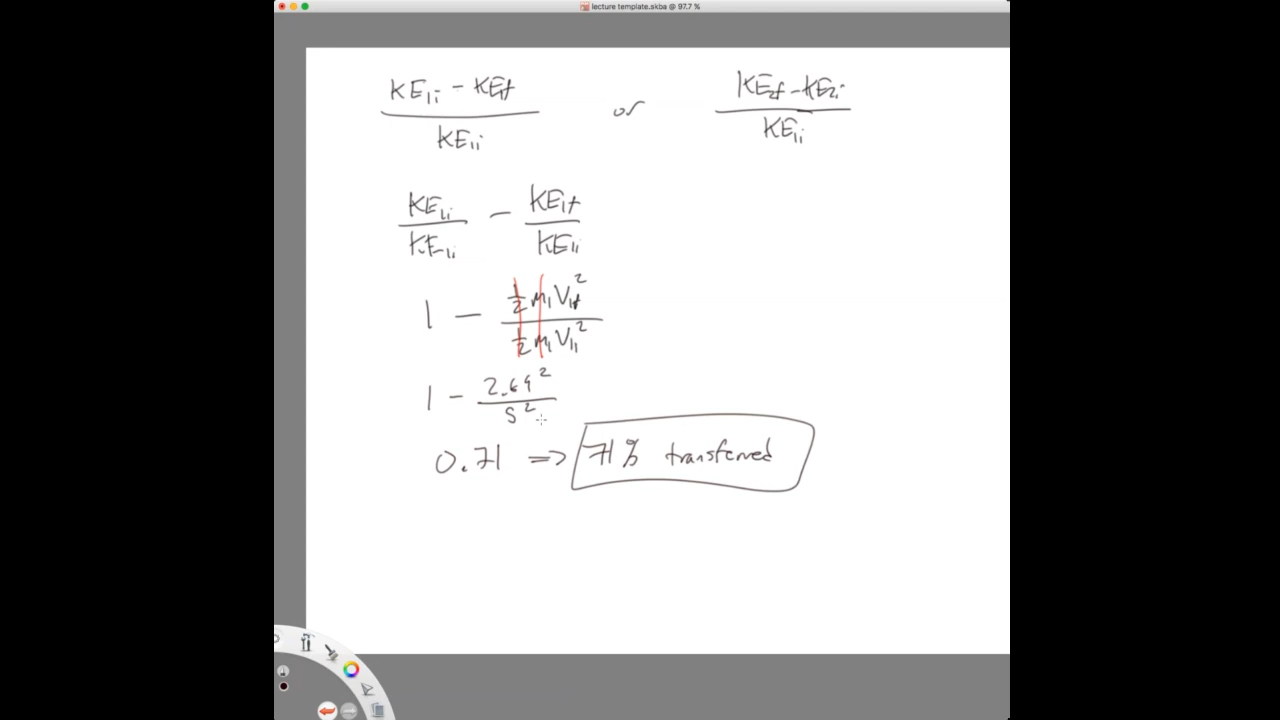 lecture template.skba @ 97.7 %
KE₁ᵢ − KE₁f / KE₁ᵢ or KE₂f − KE₂ᵢ / KE₁ᵢ
KE₁ᵢ / KE₁ᵢ − KE₁f / KE₁ᵢ
1 − ½ m₁ V₁f² / ½ m₁ V₁ᵢ²
1 − 2.69² / 5²
0.71 => 71% transferred